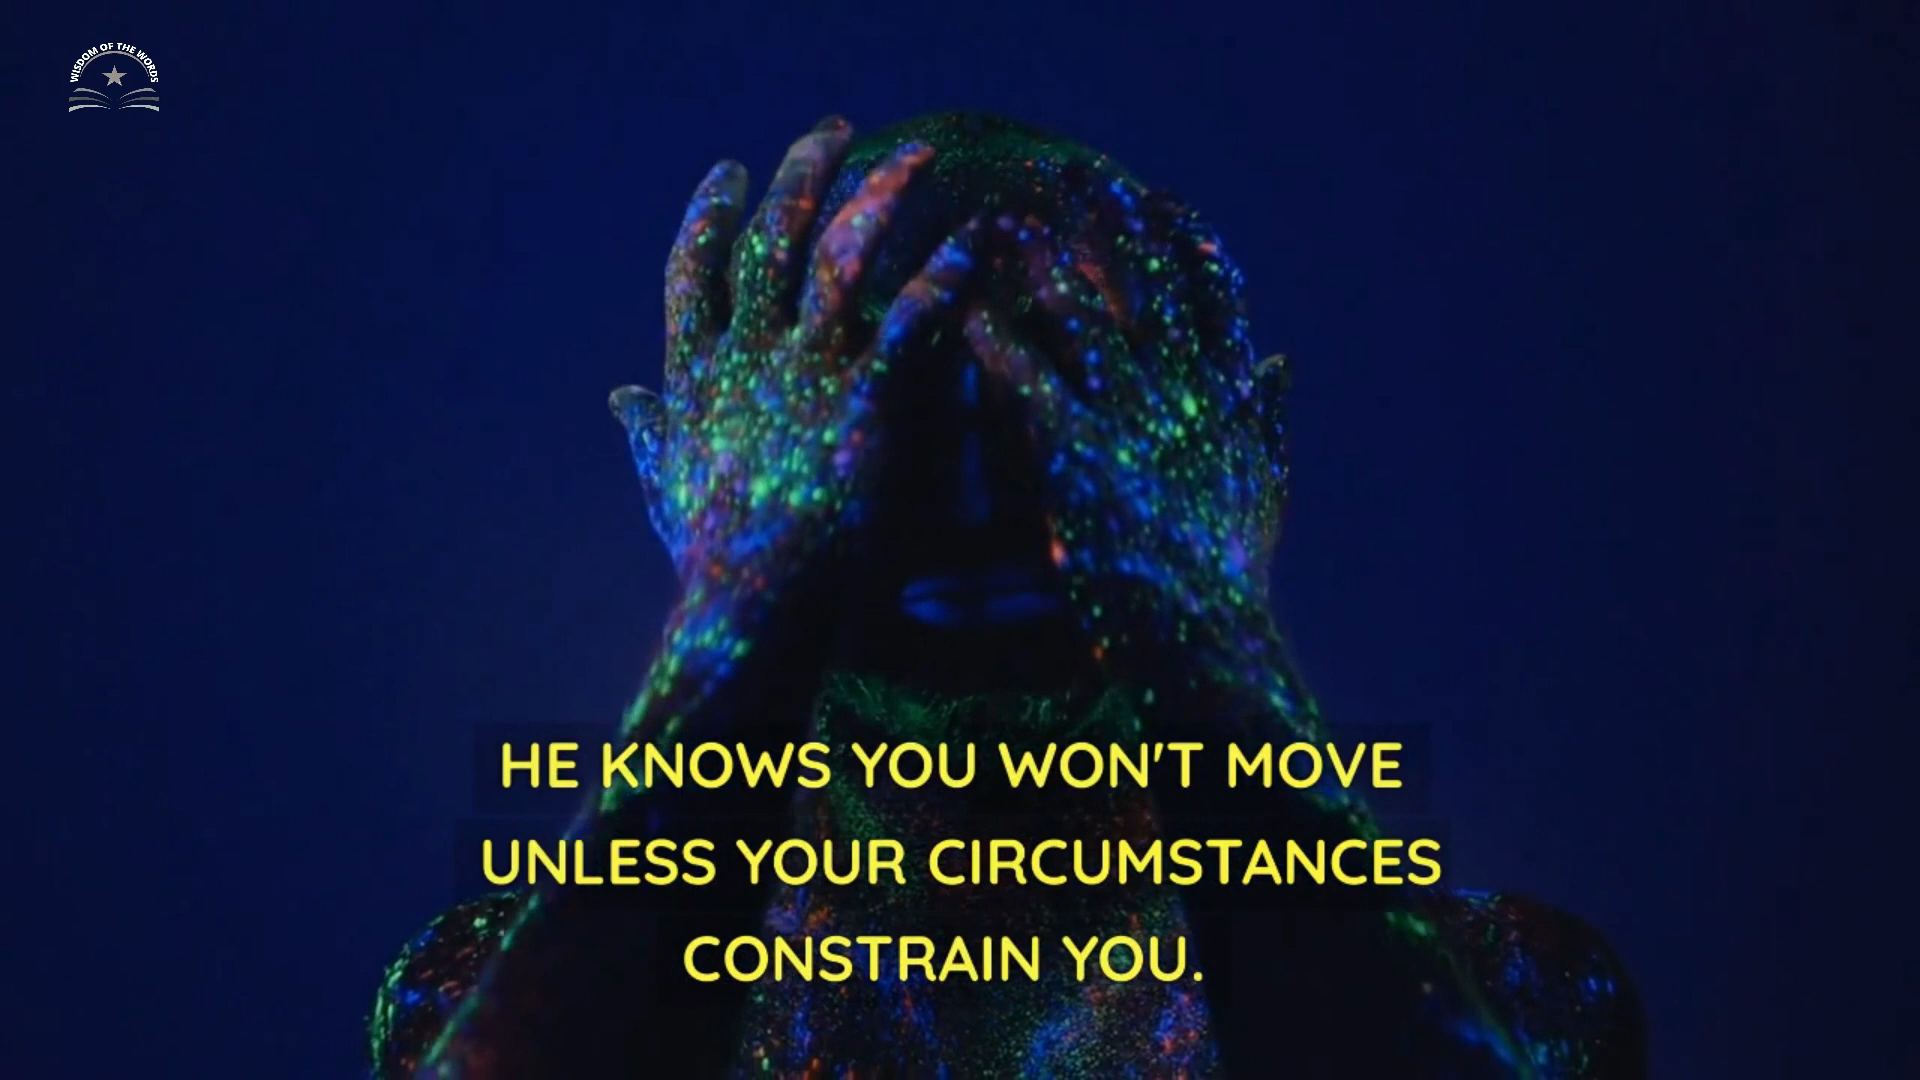 WISDOM OF THE WORDS
HE KNOWS YOU WON'T MOVE
UNLESS YOUR CIRCUMSTANCES
CONSTRAIN YOU.